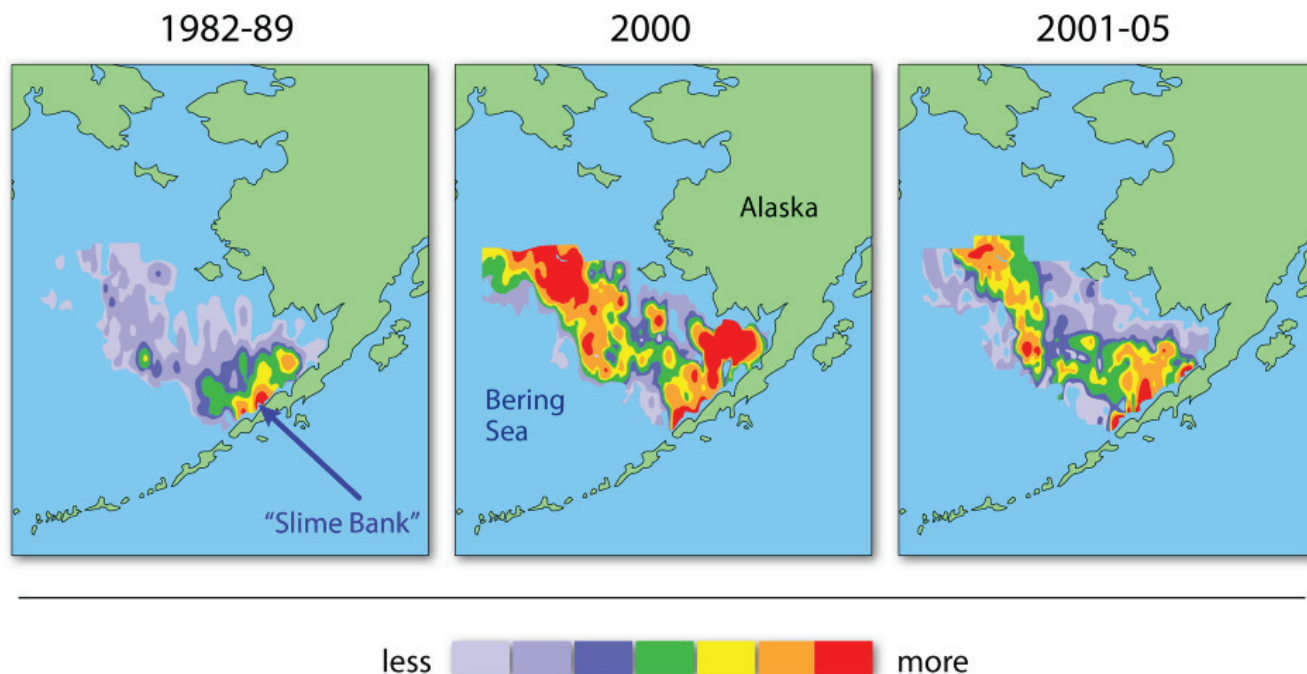 1982-89
2000
2001-05
Alaska
Bering
Sea
"Slime Bank"
less
more